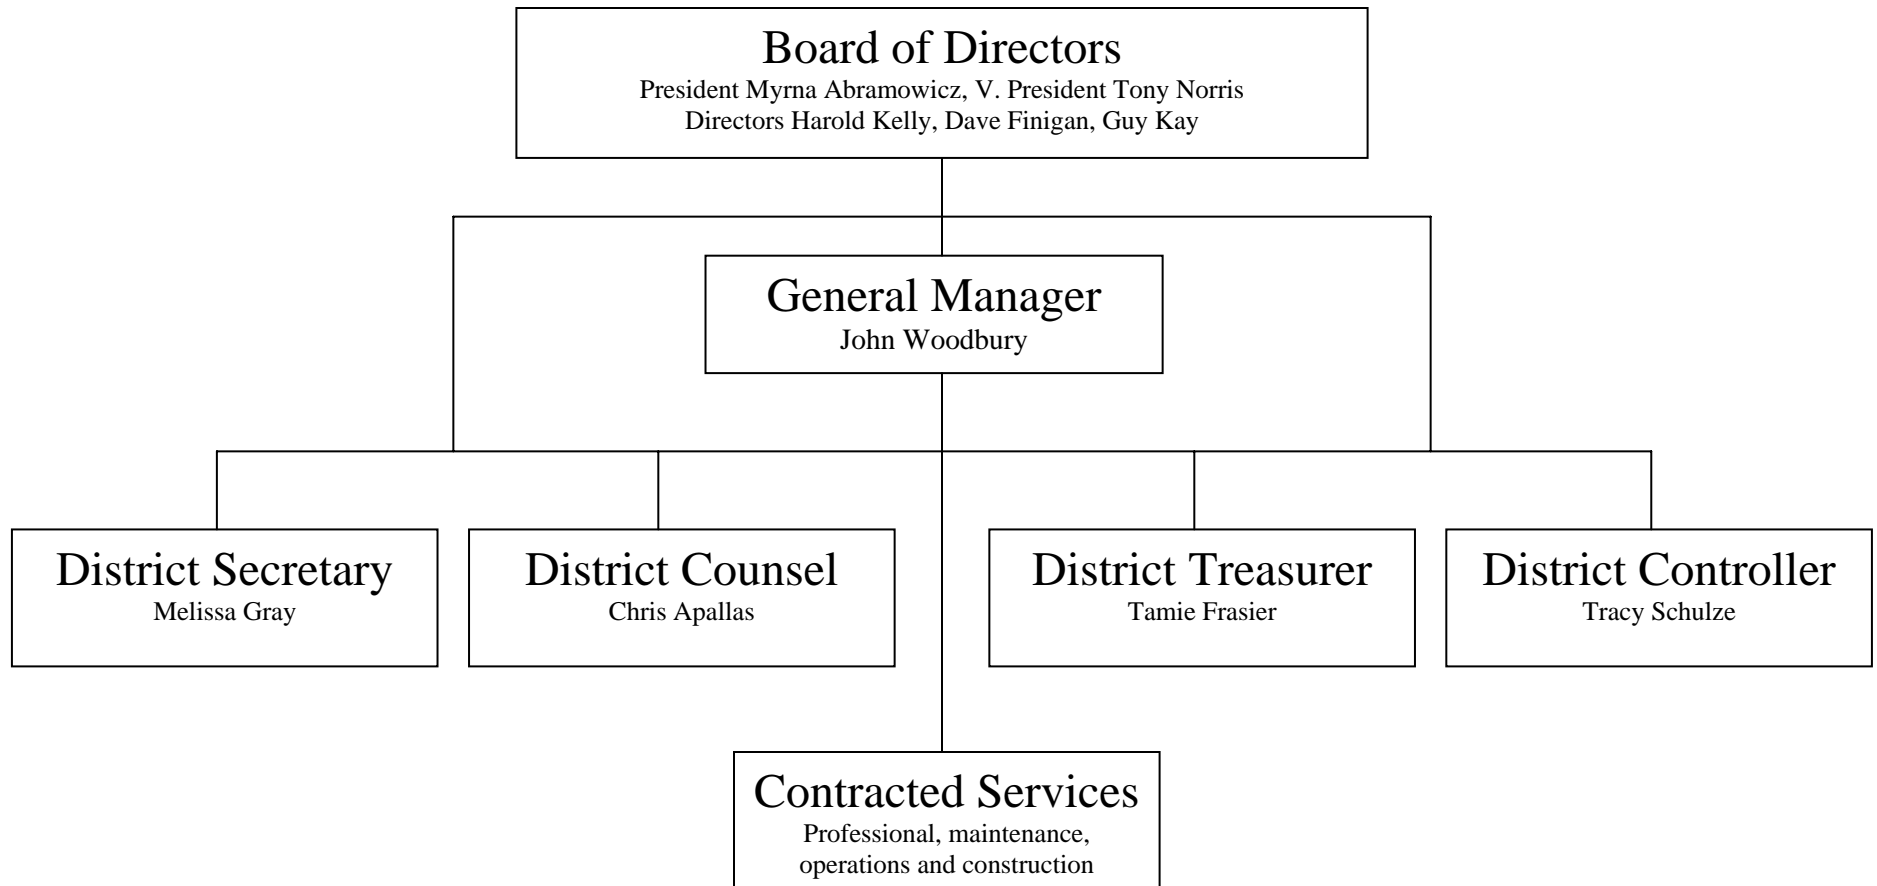 Board of Directors
President Myrna Abramowicz, V. President Tony Norris
Directors Harold Kelly, Dave Finigan, Guy Kay
General Manager
John Woodbury
District Secretary
Melissa Gray
District Counsel
Chris Apallas
District Treasurer
Tamie Frasier
District Controller
Tracy Schulze
Contracted Services
Professional, maintenance,
operations and construction